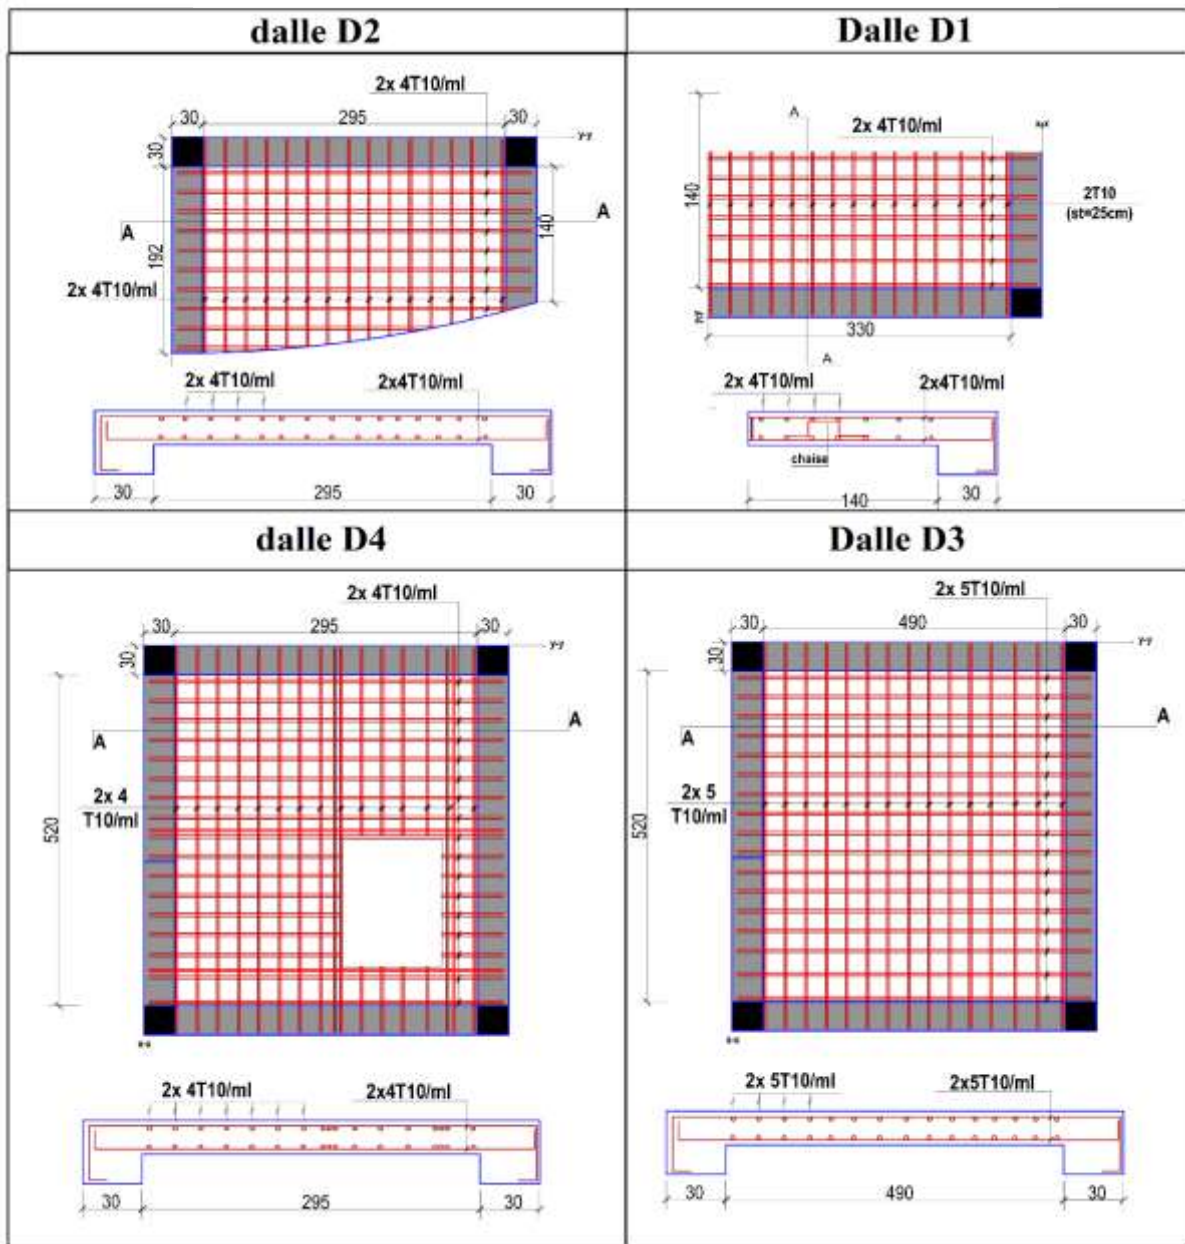 dalle D2
2x 4T10/ml
30
295
30
y-y
30
A
A
140
192
2x 4T10/ml
2x 4T10/ml
2x4T10/ml
30
295
30
Dalle D1
A
2x 4T10/ml
140
2T10
(st=25cm)
330
A
2x 4T10/ml
2x4T10/ml
chaise
140
30
dalle D4
2x 4T10/ml
30
295
30
y-y
30
A
A
2x 4
T10/ml
520
2x 4T10/ml
2x4T10/ml
30
295
30
Dalle D3
2x 5T10/ml
30
490
30
y-y
30
A
A
2x 5
T10/ml
520
2x 5T10/ml
2x5T10/ml
30
490
30